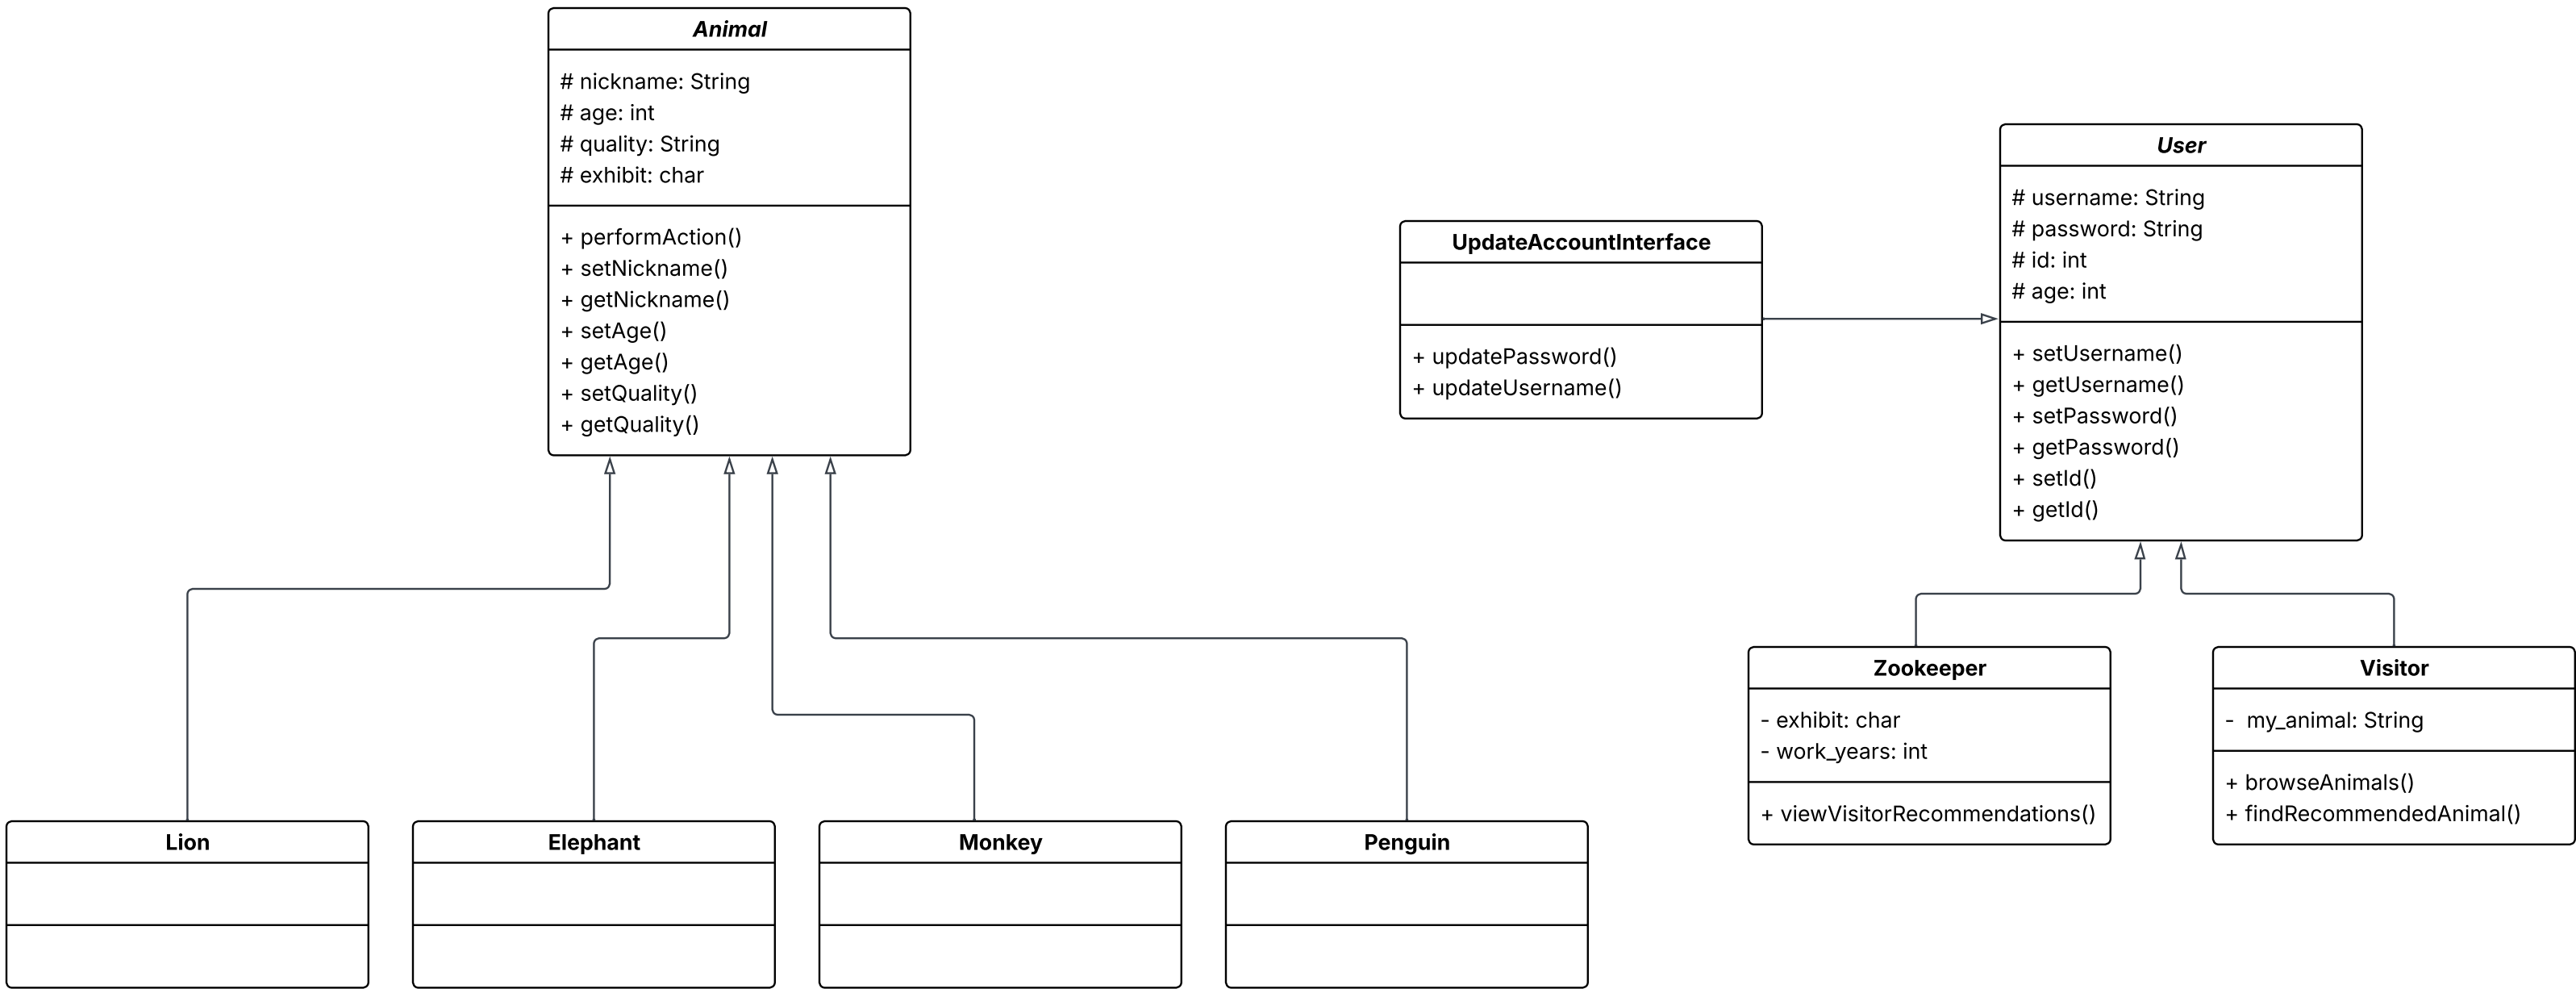 Animal
# nickname: String
# age: int
# quality: String
# exhibit: char
+ performAction()
+ setNickname()
+ getNickname()
+ setAge()
+ getAge()
+ setQuality()
+ getQuality()
UpdateAccountInterface
+ updatePassword()
+ updateUsername()
User
# username: String
# password: String
# id: int
# age: int
+ setUsername()
+ getUsername()
+ setPassword()
+ getPassword()
+ setId()
+ getId()
Lion
Elephant
Monkey
Penguin
Zookeeper
- exhibit: char
- work_years: int
+ viewVisitorRecommendations()
Visitor
- my_animal: String
+ browseAnimals()
+ findRecommendedAnimal()